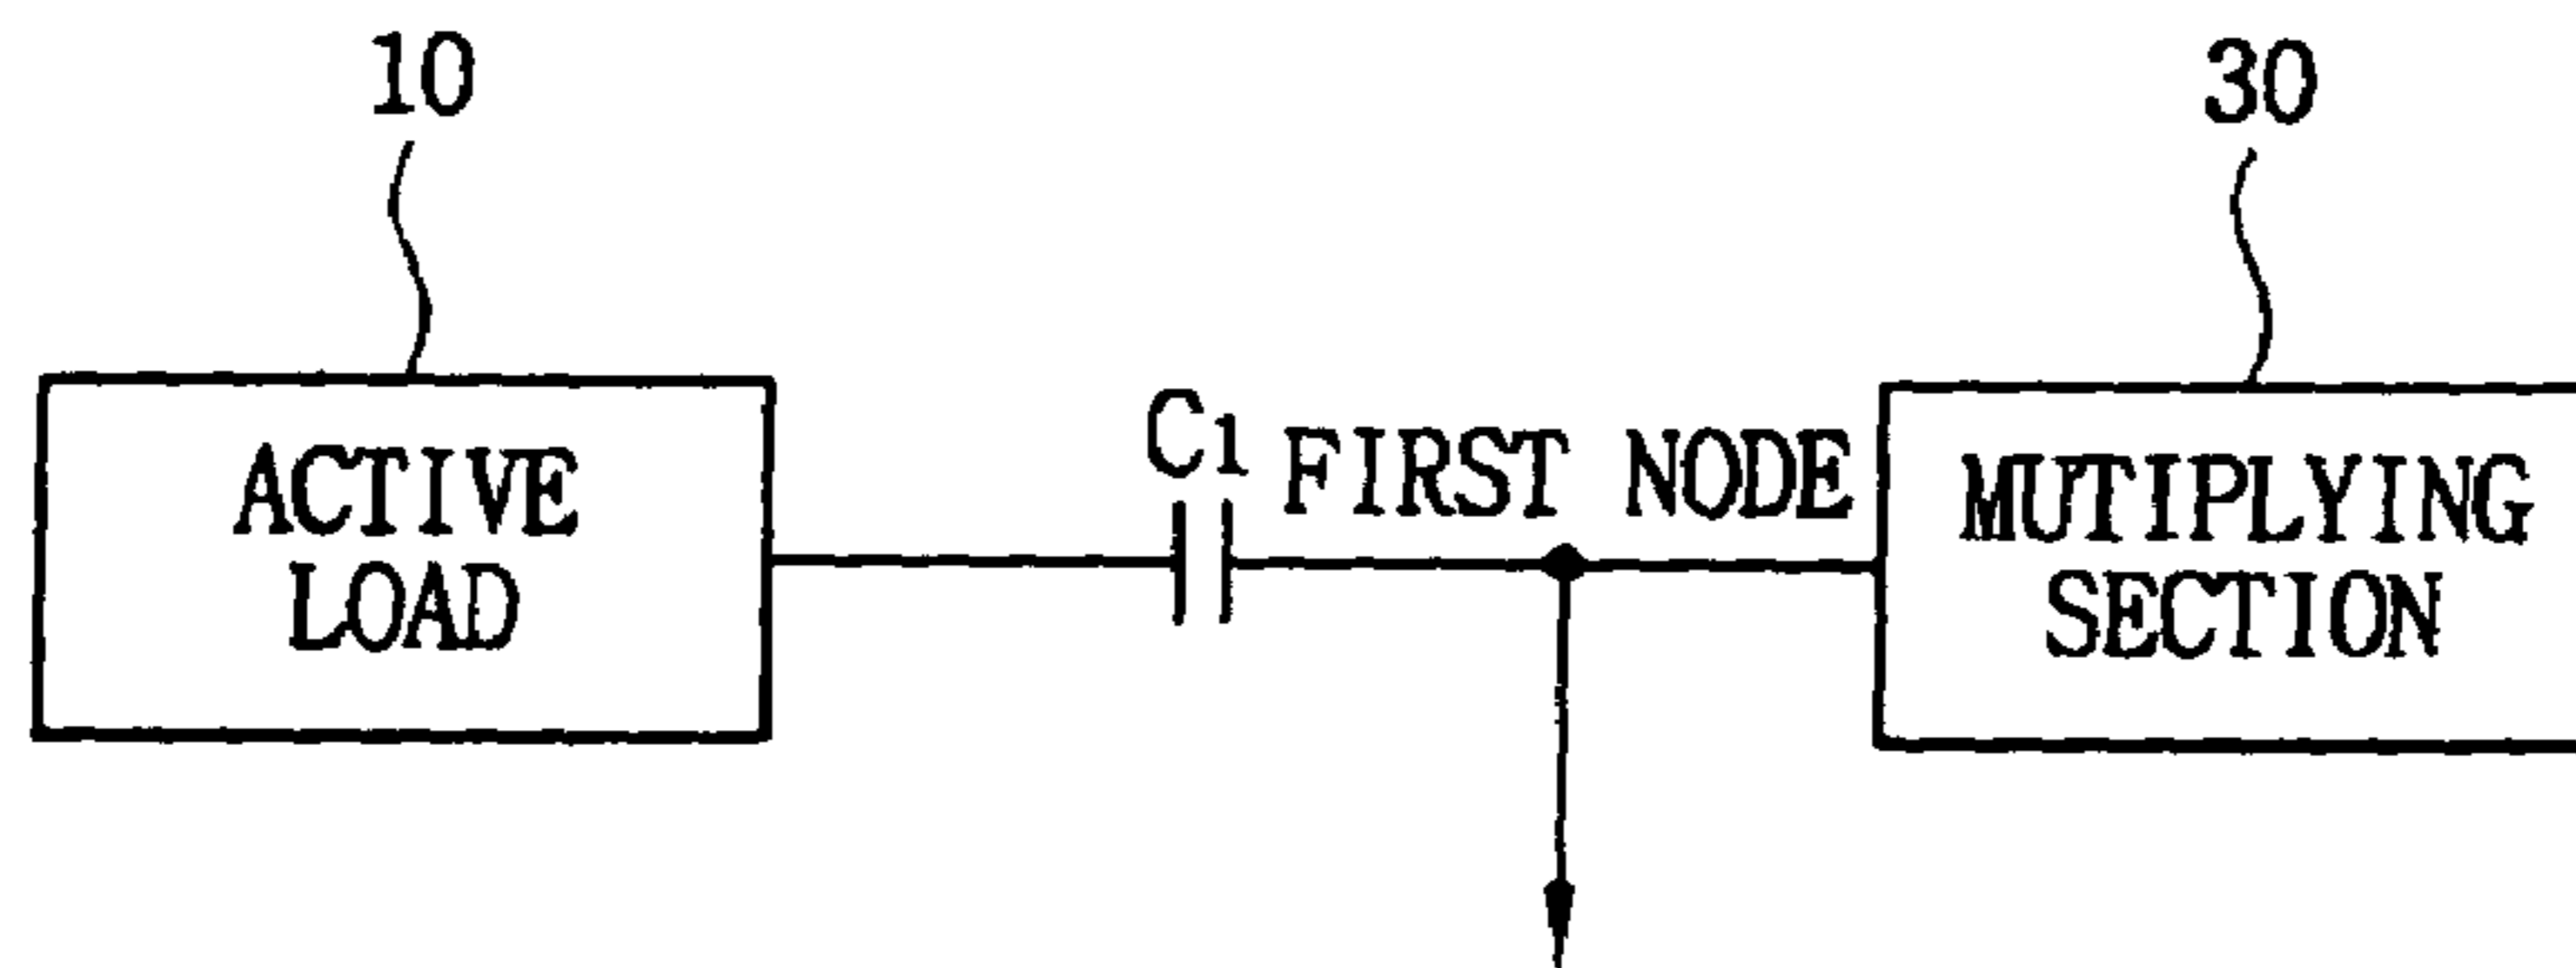 10
30
C1
FIRST NODE
ACTIVE
LOAD
MUTIPLYING
SECTION